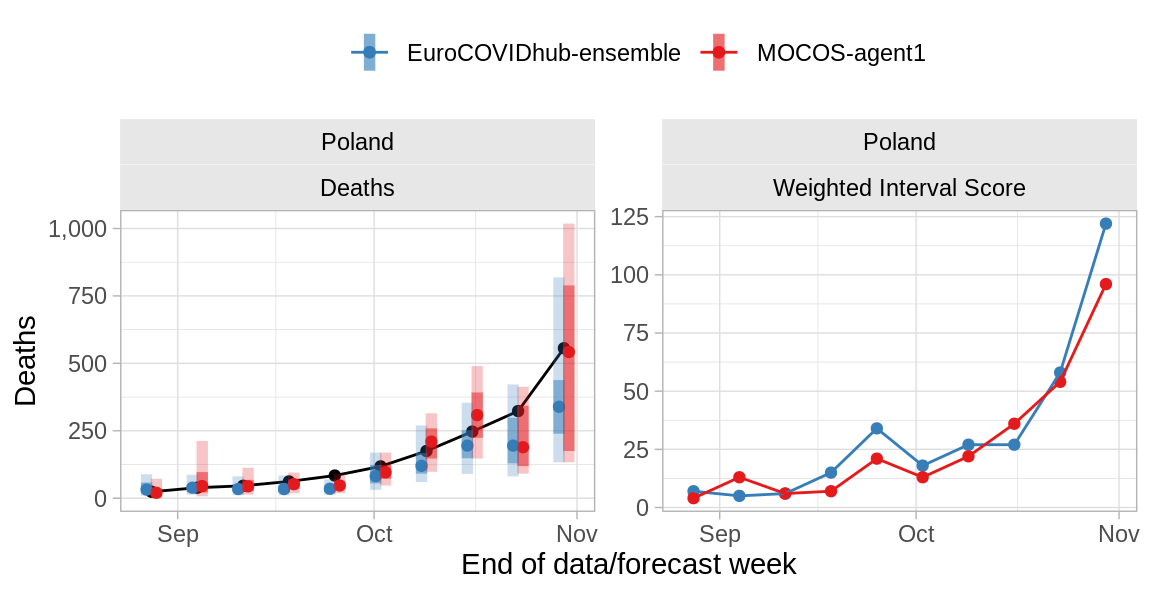 EuroCOVIDhub-ensemble MOCOS-agent1
Poland
Deaths
1,000
750
500
250
0
Sep Oct Nov
Deaths
Poland
Weighted Interval Score
125
100
75
50
25
0
Sep Oct Nov
End of data/forecast week